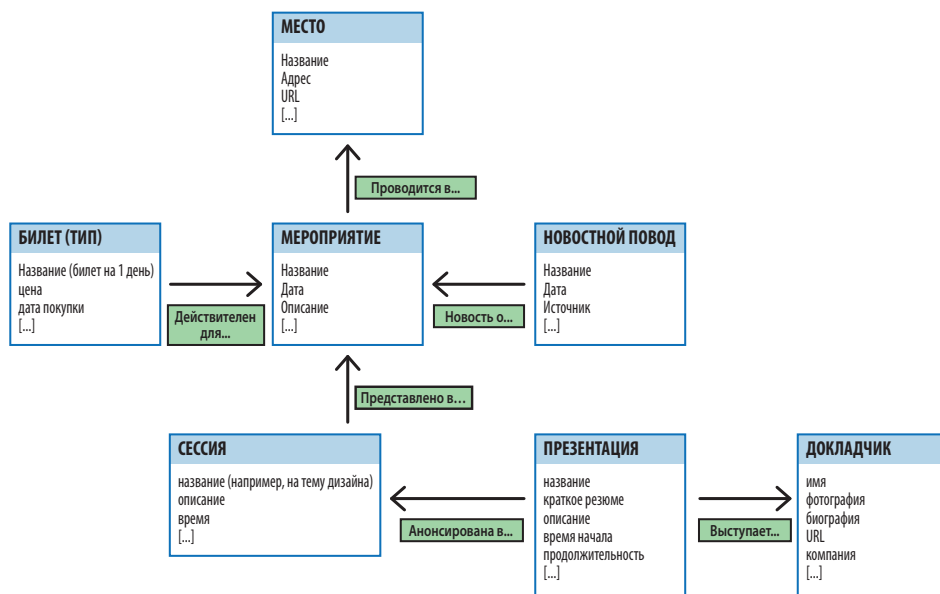 МЕСТО
Название
Адрес
URL
[...]
Проводится в...
БИЛЕТ (ТИП)
Название (билет на 1 день)
цена
дата покупки
[...]
Действителен
для...
МЕРОПРИЯТИЕ
Название
Дата
Описание
[...]
Новость о...
НОВОСТНОЙ ПОВОД
Название
Дата
Источник
[...]
Представлено в...
СЕССИЯ
название (например, на тему дизайна)
описание
время
[...]
Анонсирована в...
ПРЕЗЕНТАЦИЯ
название
краткое резюме
описание
время начала
продолжительность
[...]
Выступает...
ДОКЛАДЧИК
имя
фотография
биография
URL
компания
[...]